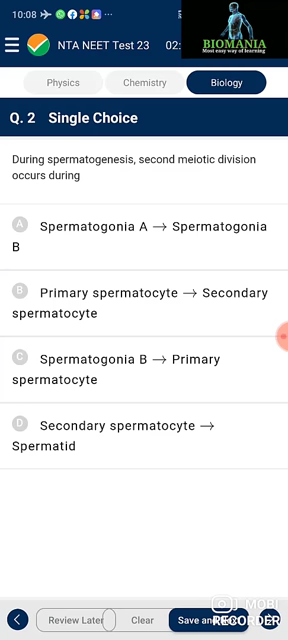 10:08
BIOMANIA
Most easy way of learning
NTA NEET Test 23 02:
Physics Chemistry Biology
Q. 2 Single Choice
During spermatogenesis, second meiotic division
occurs during
A Spermatogonia A → Spermatogonia
B
B Primary spermatocyte → Secondary
spermatocyte
C Spermatogonia B → Primary
spermatocyte
D Secondary spermatocyte →
Spermatid
MOBI
RECORDER
Review Later Clear Save and